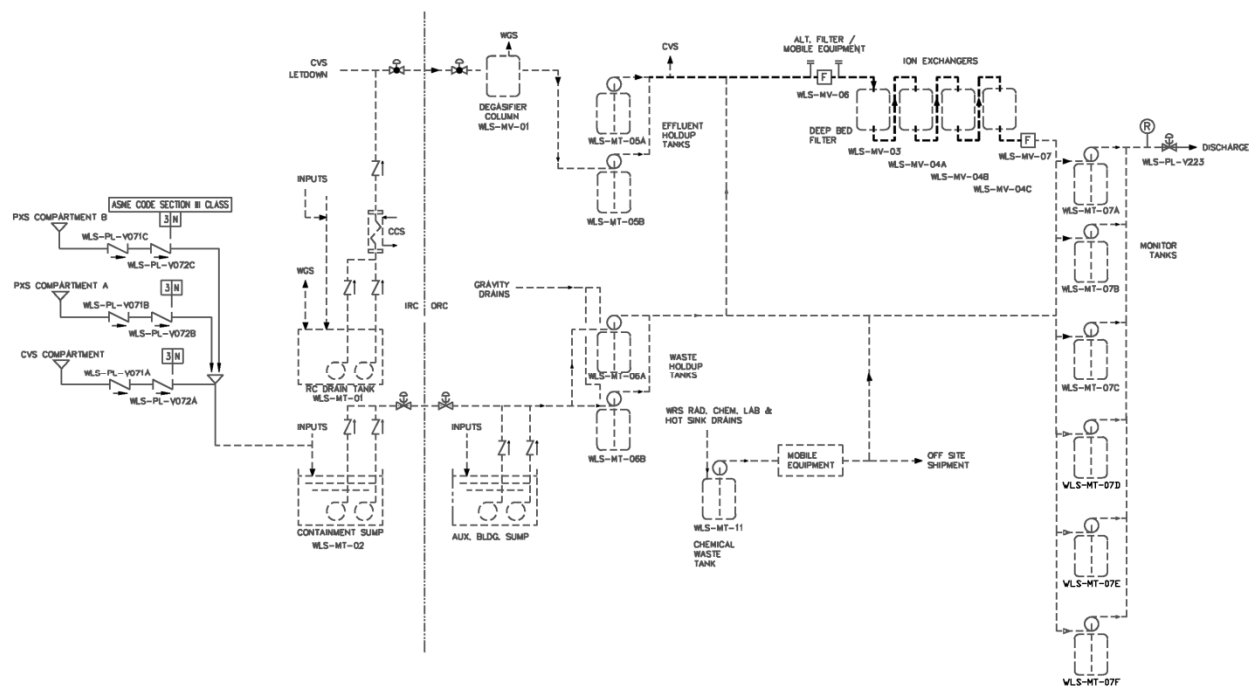 CVS
LETDOWN
WGS
DEGASIFIER
COLUMN
WLS-MV-01
CVS
WLS-MT-05A
EFFLUENT
HOLDUP
TANKS
WLS-MT-05B
ALT. FILTER /
MOBILE EQUIPMENT
F
WLS-MV-06
ION EXCHANGERS
DEEP BED
FILTER
WLS-MV-03
WLS-MV-04A
WLS-MV-04B
WLS-MV-04C
F
WLS-MV-07
R
DISCHARGE
WLS-PL-V223
WLS-MT-07A
MONITOR
TANKS
WLS-MT-07B
WLS-MT-07C
WLS-MT-07D
WLS-MT-07E
WLS-MT-07F
INPUTS
ASME CODE SECTION III CLASS
PXS COMPARTMENT B
3 N
WLS-PL-V071C
WLS-PL-V072C
CCS
WGS
IRC
ORC
PXS COMPARTMENT A
3 N
WLS-PL-V071B
WLS-PL-V072B
CVS COMPARTMENT
3 N
WLS-PL-V071A
WLS-PL-V072A
RC DRAIN TANK
WLS-MT-01
GRAVITY
DRAINS
WLS-MT-06A
WASTE
HOLDUP
TANKS
WLS-MT-06B
INPUTS
CONTAINMENT SUMP
WLS-MT-02
INPUTS
AUX. BLDG. SUMP
WRS RAD, CHEM, LAB &
HOT SINK DRAINS
MOBILE
EQUIPMENT
OFF SITE
SHIPMENT
WLS-MT-11
CHEMICAL
WASTE
TANK